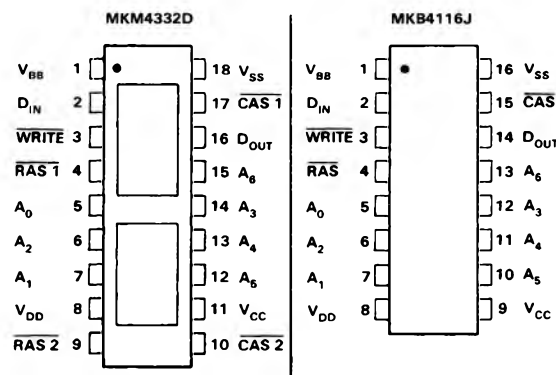 MKM4332D
V_BB 1 18 V_SS
D_IN 2 17 CAS 1
WRITE 3 16 D_OUT
RAS 1 4 15 A_6
A_0 5 14 A_3
A_2 6 13 A_4
A_1 7 12 A_5
V_DD 8 11 V_CC
RAS 2 9 10 CAS 2
MKB4116J
V_BB 1 16 V_SS
D_IN 2 15 CAS
WRITE 3 14 D_OUT
RAS 4 13 A_6
A_0 5 12 A_3
A_2 6 11 A_4
A_1 7 10 A_5
V_DD 8 9 V_CC